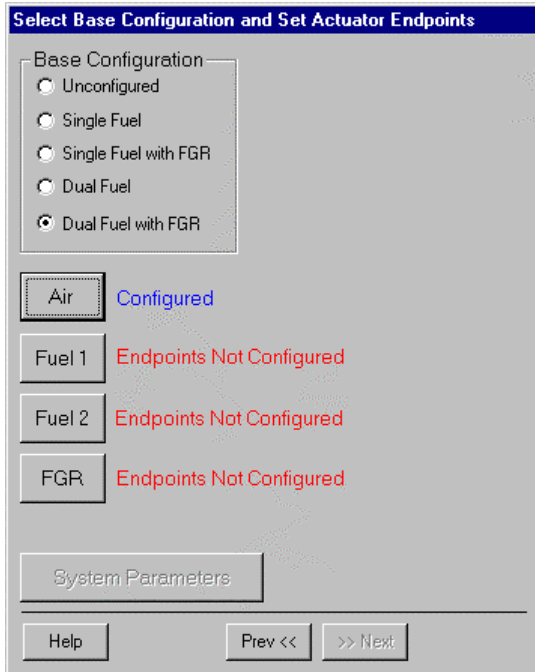 Select Base Configuration and Set Actuator Endpoints
Base Configuration
Unconfigured
Single Fuel
Single Fuel with FGR
Dual Fuel
Dual Fuel with FGR
Air Configured
Fuel 1 Endpoints Not Configured
Fuel 2 Endpoints Not Configured
FGR Endpoints Not Configured
System Parameters
Help Prev << >> Next